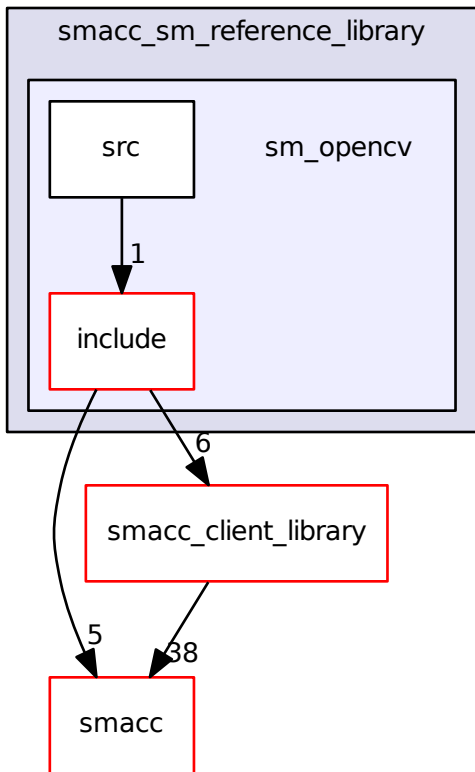 smacc_sm_reference_library
src
sm_opencv
1
include
6
smacc_client_library
5
38
smacc